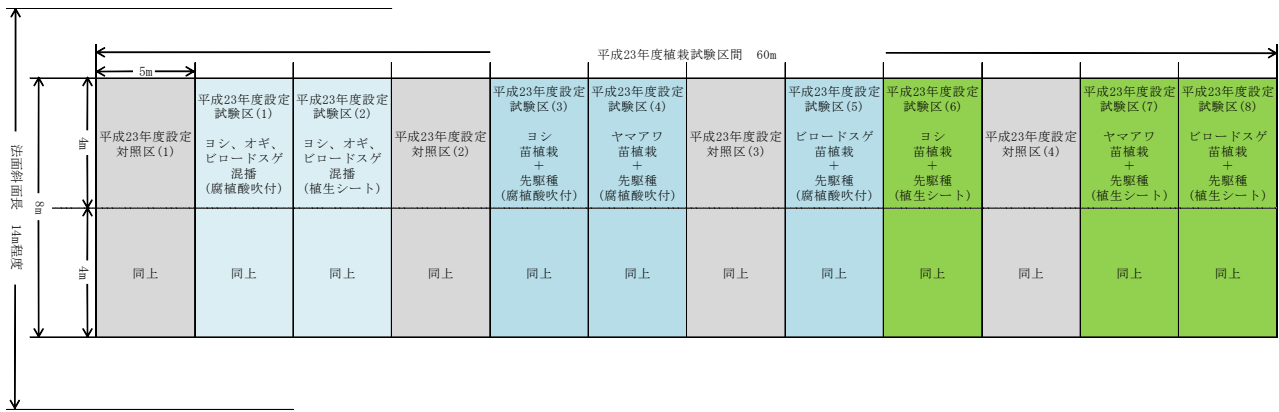 平成23年度植栽試験区間　60m
5m
法面斜面長　14m程度
8m
4m
4m
平成23年度設定
対照区(1)
平成23年度設定
試験区(1)
ヨシ、オギ、
ビロードスゲ
混播
(腐植酸吹付)
平成23年度設定
試験区(2)
ヨシ、オギ、
ビロードスゲ
混播
(植生シート)
平成23年度設定
対照区(2)
平成23年度設定
試験区(3)
ヨシ
苗植栽
+
先駆種
(腐植酸吹付)
平成23年度設定
試験区(4)
ヤマアワ
苗植栽
+
先駆種
(腐植酸吹付)
平成23年度設定
対照区(3)
平成23年度設定
試験区(5)
ビロードスゲ
苗植栽
+
先駆種
(腐植酸吹付)
平成23年度設定
試験区(6)
ヨシ
苗植栽
+
先駆種
(植生シート)
平成23年度設定
対照区(4)
平成23年度設定
試験区(7)
ヤマアワ
苗植栽
+
先駆種
(植生シート)
平成23年度設定
試験区(8)
ビロードスゲ
苗植栽
+
先駆種
(植生シート)
同上
同上
同上
同上
同上
同上
同上
同上
同上
同上
同上
同上